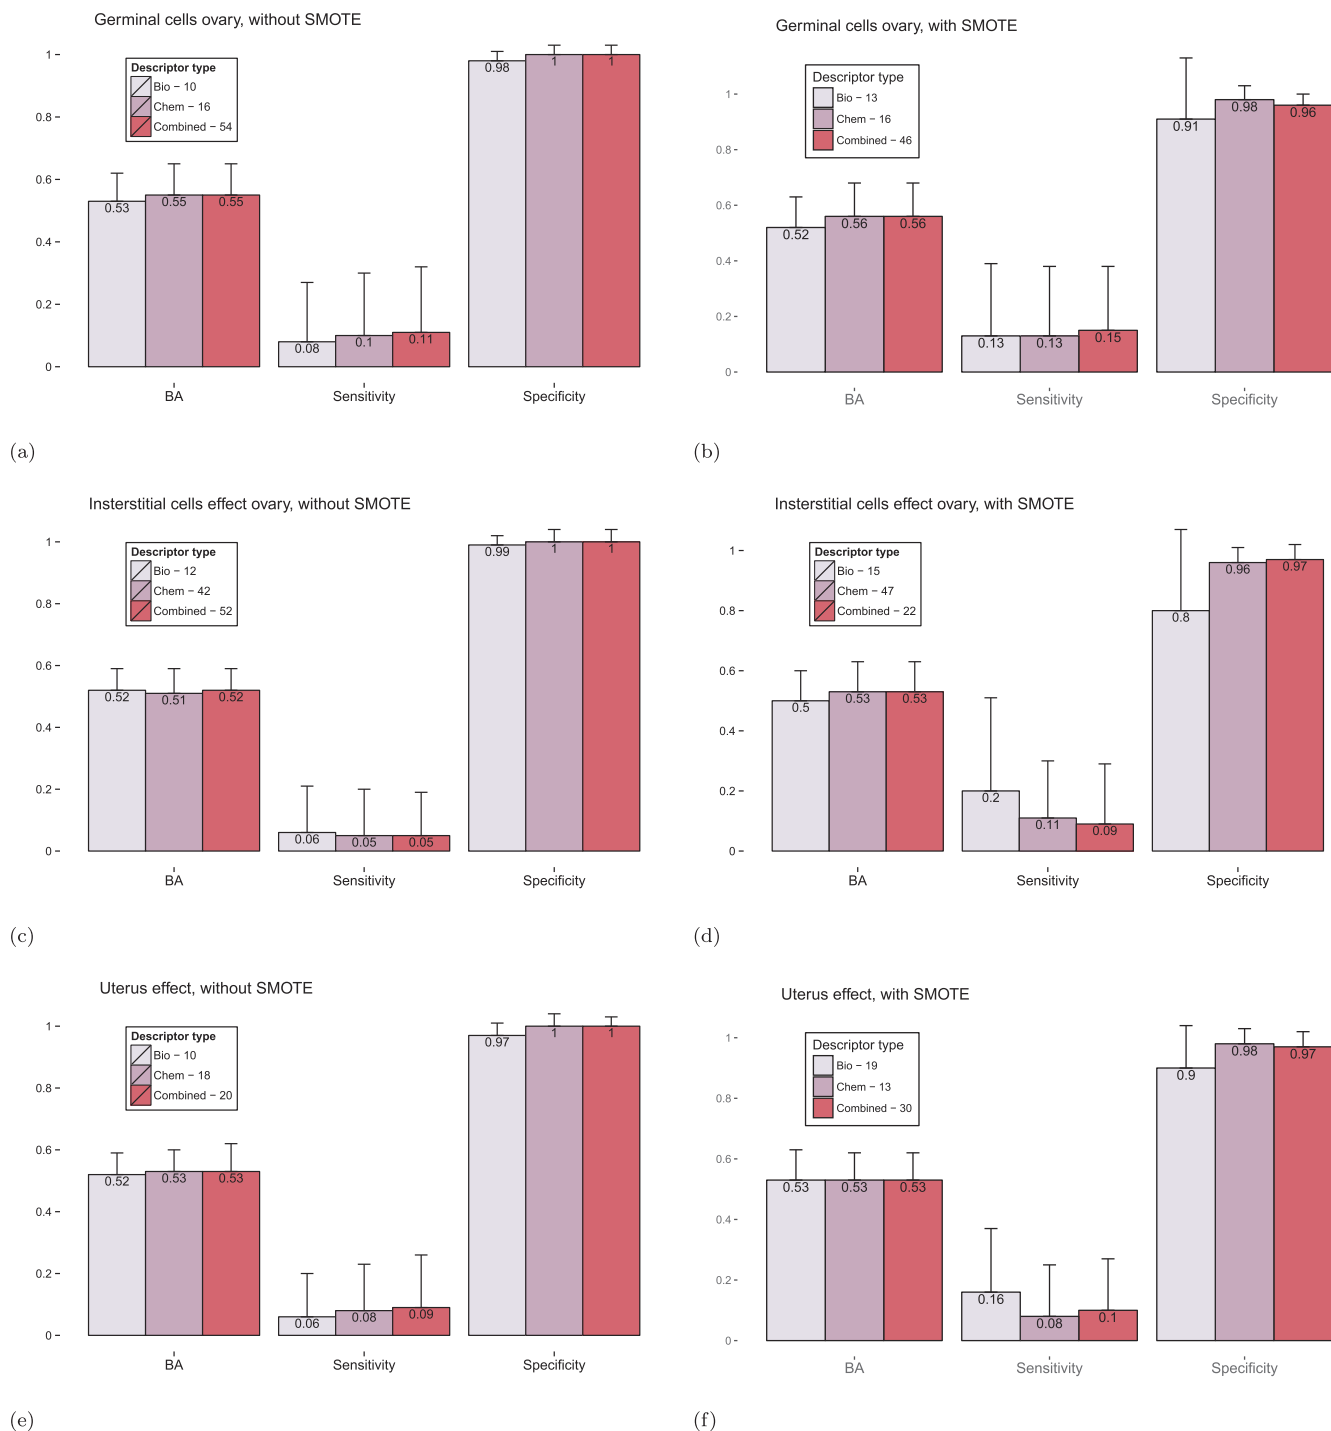 Germinal cells ovary, without SMOTE
Descriptor type
Bio − 10
Chem − 16
Combined − 54
1
0.8
0.6
0.4
0.2
0
0.53
0.55
0.55
0.08
0.1
0.11
0.98
1
1
BA
Sensitivity
Specificity
(a)
Germinal cells ovary, with SMOTE
Descriptor type
Bio − 13
Chem − 16
Combined − 46
1
0.8
0.6
0.4
0.2
0
0.52
0.56
0.56
0.13
0.13
0.15
0.91
0.98
0.96
BA
Sensitivity
Specificity
(b)
Insterstitial cells effect ovary, without SMOTE
Descriptor type
Bio − 12
Chem − 42
Combined − 52
1
0.8
0.6
0.4
0.2
0
0.52
0.51
0.52
0.06
0.05
0.05
0.99
1
1
BA
Sensitivity
Specificity
(c)
Insterstitial cells effect ovary, with SMOTE
Descriptor type
Bio − 15
Chem − 47
Combined − 22
1
0.8
0.6
0.4
0.2
0
0.5
0.53
0.53
0.2
0.11
0.09
0.8
0.96
0.97
BA
Sensitivity
Specificity
(d)
Uterus effect, without SMOTE
Descriptor type
Bio − 10
Chem − 18
Combined − 20
1
0.8
0.6
0.4
0.2
0
0.52
0.53
0.53
0.06
0.08
0.09
0.97
1
1
BA
Sensitivity
Specificity
(e)
Uterus effect, with SMOTE
Descriptor type
Bio − 19
Chem − 13
Combined − 30
1
0.8
0.6
0.4
0.2
0
0.53
0.53
0.53
0.16
0.08
0.1
0.9
0.98
0.97
BA
Sensitivity
Specificity
(f)